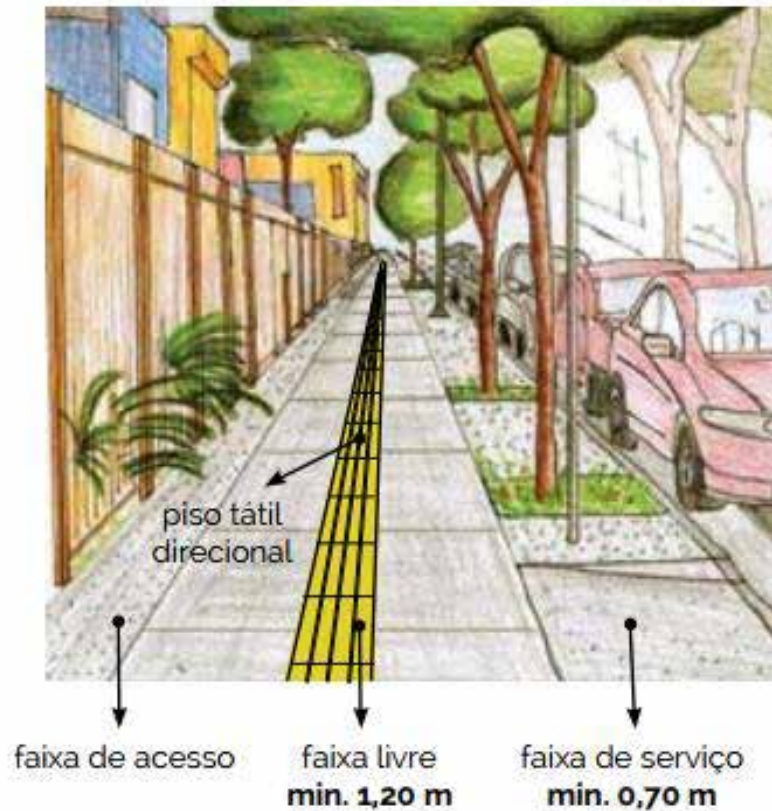 piso tátil
direcional
faixa de acesso
faixa livre
min. 1,20 m
faixa de serviço
min. 0,70 m